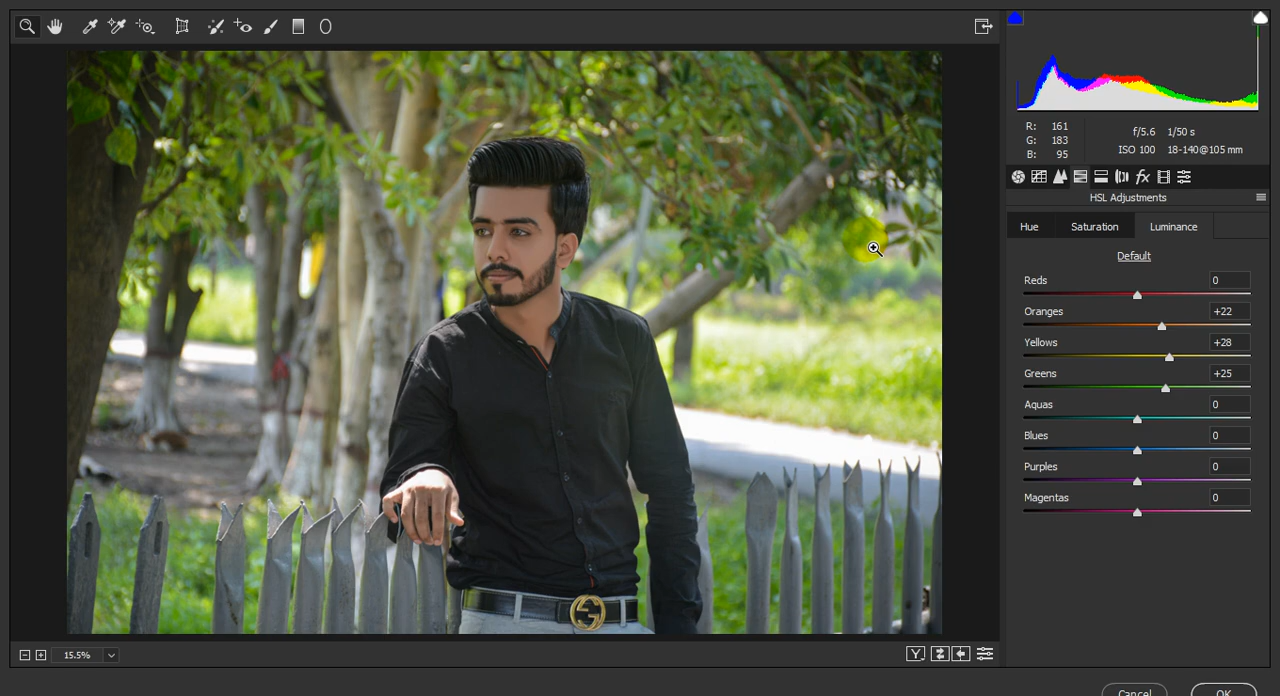 R: 161
G: 183
B: 95
f/5.6 1/50 s
ISO 100 18-140@105 mm
fx
HSL Adjustments
Hue Saturation Luminance
Default
Reds 0
Oranges +22
Yellows +28
Greens +25
Aquas 0
Blues 0
Purples 0
Magentas 0
15.5%
Y
Cancel OK